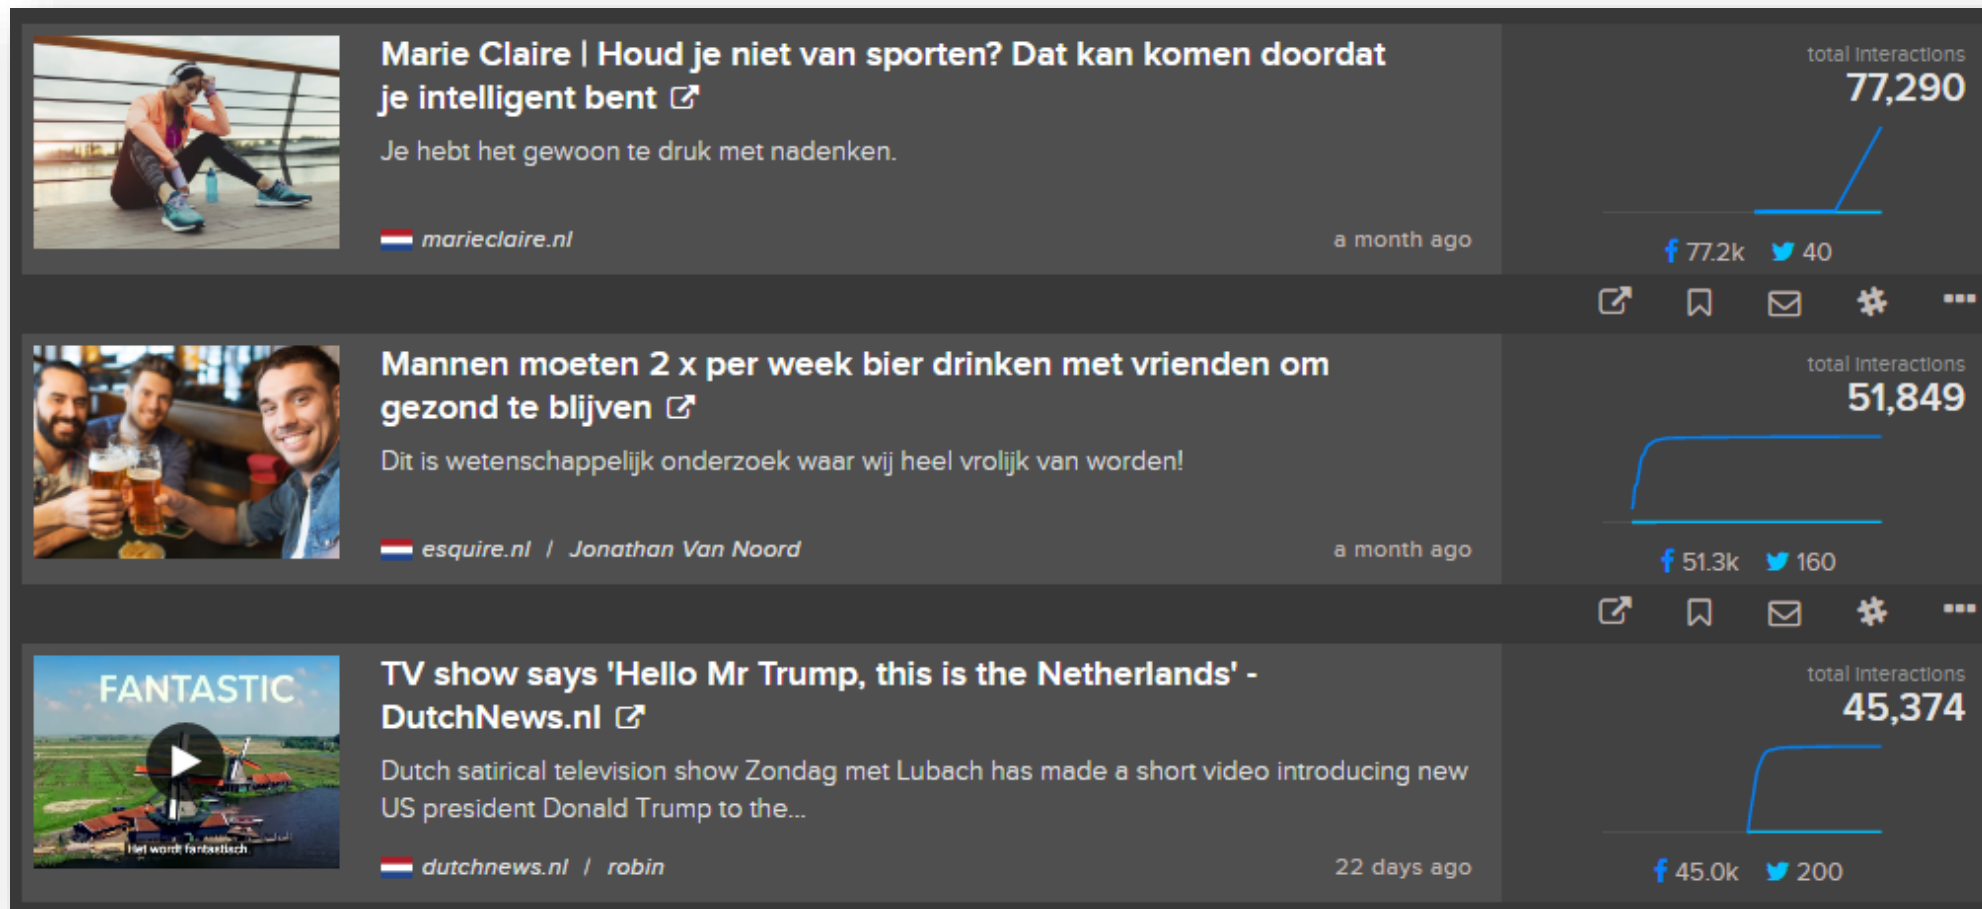 Marie Claire | Houd je niet van sporten? Dat kan komen doordat
je intelligent bent
Je hebt het gewoon te druk met nadenken.
marieclaire.nl
a month ago
total interactions
77,290
77.2k 40
Mannen moeten 2 x per week bier drinken met vrienden om
gezond te blijven
Dit is wetenschappelijk onderzoek waar wij heel vrolijk van worden!
esquire.nl / Jonathan Van Noord
a month ago
total interactions
51,849
51.3k 160
FANTASTIC
Het wordt fantastisch
TV show says 'Hello Mr Trump, this is the Netherlands' -
DutchNews.nl
Dutch satirical television show Zondag met Lubach has made a short video introducing new
US president Donald Trump to the...
dutchnews.nl / robin
22 days ago
total interactions
45,374
45.0k 200